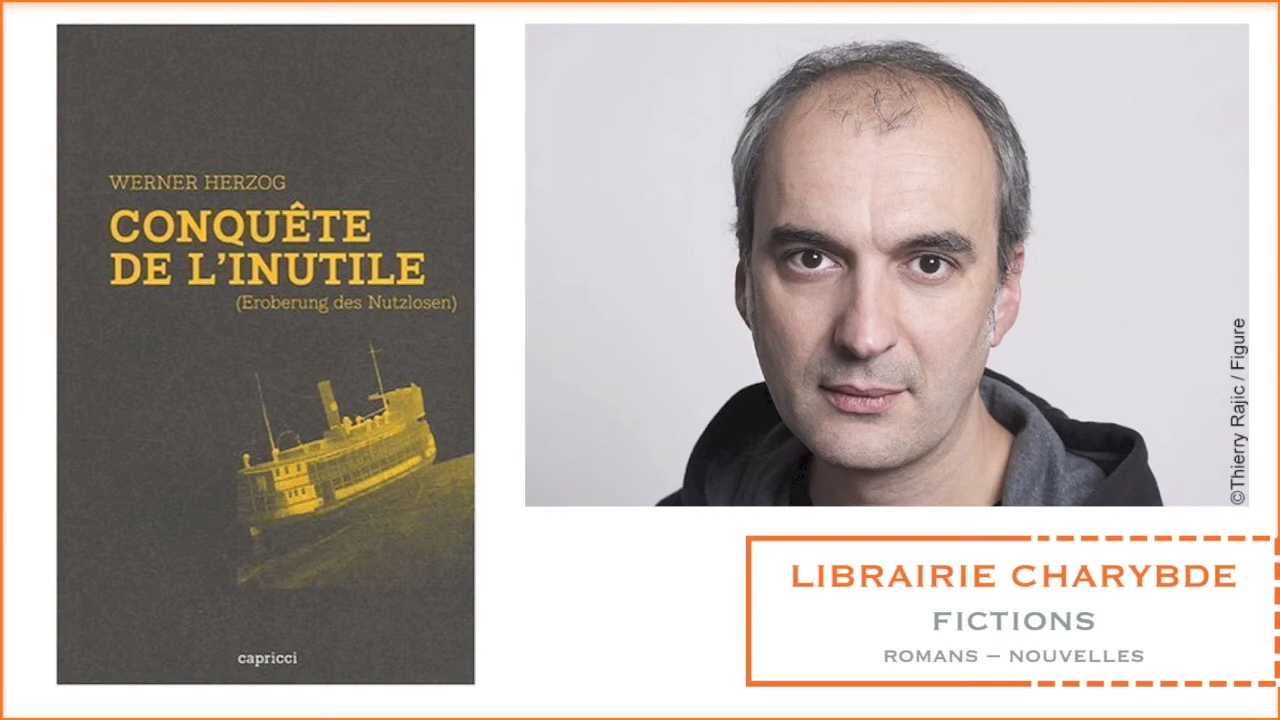 WERNER HERZOG
CONQUÊTE
DE L'INUTILE
(Eroberung des Nutzlosen)
capricci
©Thierry Rajic / Figure
LIBRAIRIE CHARYBDE
FICTIONS
ROMANS – NOUVELLES